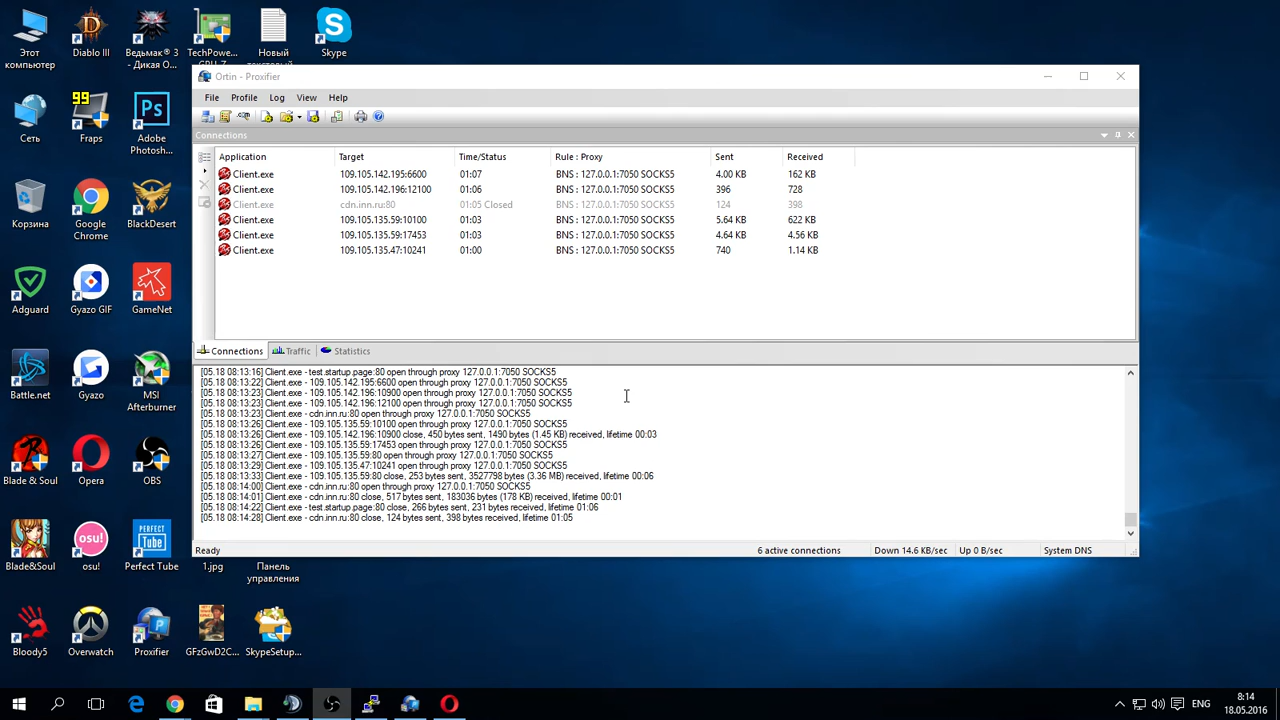 Этот компьютер
Diablo III
Ведьмак® 3 - Дикая О...
TechPowe... GPU-Z
Новый текстовый
Skype
Ortin - Proxifier
File Profile Log View Help
Сеть
99
Fraps
Ps
Adobe Photosh...
Connections
Application Target Time/Status Rule : Proxy Sent Received
Client.exe 109.105.142.195:6600 01:07 BNS : 127.0.0.1:7050 SOCKS5 4.00 KB 162 KB
Client.exe 109.105.142.196:12100 01:06 BNS : 127.0.0.1:7050 SOCKS5 396 728
Client.exe cdn.inn.ru:80 01:05 Closed BNS : 127.0.0.1:7050 SOCKS5 124 398
Client.exe 109.105.135.59:10100 01:03 BNS : 127.0.0.1:7050 SOCKS5 5.64 KB 622 KB
Client.exe 109.105.135.59:17453 01:03 BNS : 127.0.0.1:7050 SOCKS5 4.64 KB 4.56 KB
Client.exe 109.105.135.47:10241 01:00 BNS : 127.0.0.1:7050 SOCKS5 740 1.14 KB
Корзина
Google Chrome
BlackDesert
Adguard
Gyazo GIF
GameNet
Connections Traffic Statistics
[05.18 08:13:16] Client.exe - test.startup.page:80 open through proxy 127.0.0.1:7050 SOCKS5
[05.18 08:13:22] Client.exe - 109.105.142.195:6600 open through proxy 127.0.0.1:7050 SOCKS5
[05.18 08:13:23] Client.exe - 109.105.142.196:10900 open through proxy 127.0.0.1:7050 SOCKS5
[05.18 08:13:23] Client.exe - 109.105.142.196:12100 open through proxy 127.0.0.1:7050 SOCKS5
[05.18 08:13:23] Client.exe - cdn.inn.ru:80 open through proxy 127.0.0.1:7050 SOCKS5
[05.18 08:13:26] Client.exe - 109.105.135.59:10100 open through proxy 127.0.0.1:7050 SOCKS5
[05.18 08:13:26] Client.exe - 109.105.142.196:10900 close, 450 bytes sent, 1490 bytes (1.45 KB) received, lifetime 00:03
[05.18 08:13:26] Client.exe - 109.105.135.59:17453 open through proxy 127.0.0.1:7050 SOCKS5
[05.18 08:13:27] Client.exe - 109.105.135.59:80 open through proxy 127.0.0.1:7050 SOCKS5
[05.18 08:13:29] Client.exe - 109.105.135.47:10241 open through proxy 127.0.0.1:7050 SOCKS5
[05.18 08:13:33] Client.exe - 109.105.135.59:80 close, 253 bytes sent, 3527798 bytes (3.36 MB) received, lifetime 00:06
[05.18 08:14:00] Client.exe - cdn.inn.ru:80 open through proxy 127.0.0.1:7050 SOCKS5
[05.18 08:14:01] Client.exe - cdn.inn.ru:80 close, 517 bytes sent, 183036 bytes (178 KB) received, lifetime 00:01
[05.18 08:14:22] Client.exe - test.startup.page:80 close, 266 bytes sent, 231 bytes received, lifetime 01:06
[05.18 08:14:28] Client.exe - cdn.inn.ru:80 close, 124 bytes sent, 398 bytes received, lifetime 01:05
Ready 6 active connections Down 14.6 KB/sec Up 0 B/sec System DNS
Battle.net
Gyazo
MSI Afterburner
Blade & Soul
Opera
OBS
Blade&Soul
osu!
osu!
PERFECT Tube
Perfect Tube
1.jpg
Панель управления
Bloody5
Overwatch
P
Proxifier
GFzGwD2C...
SkypeSetup...
ENG
8:14
18.05.2016